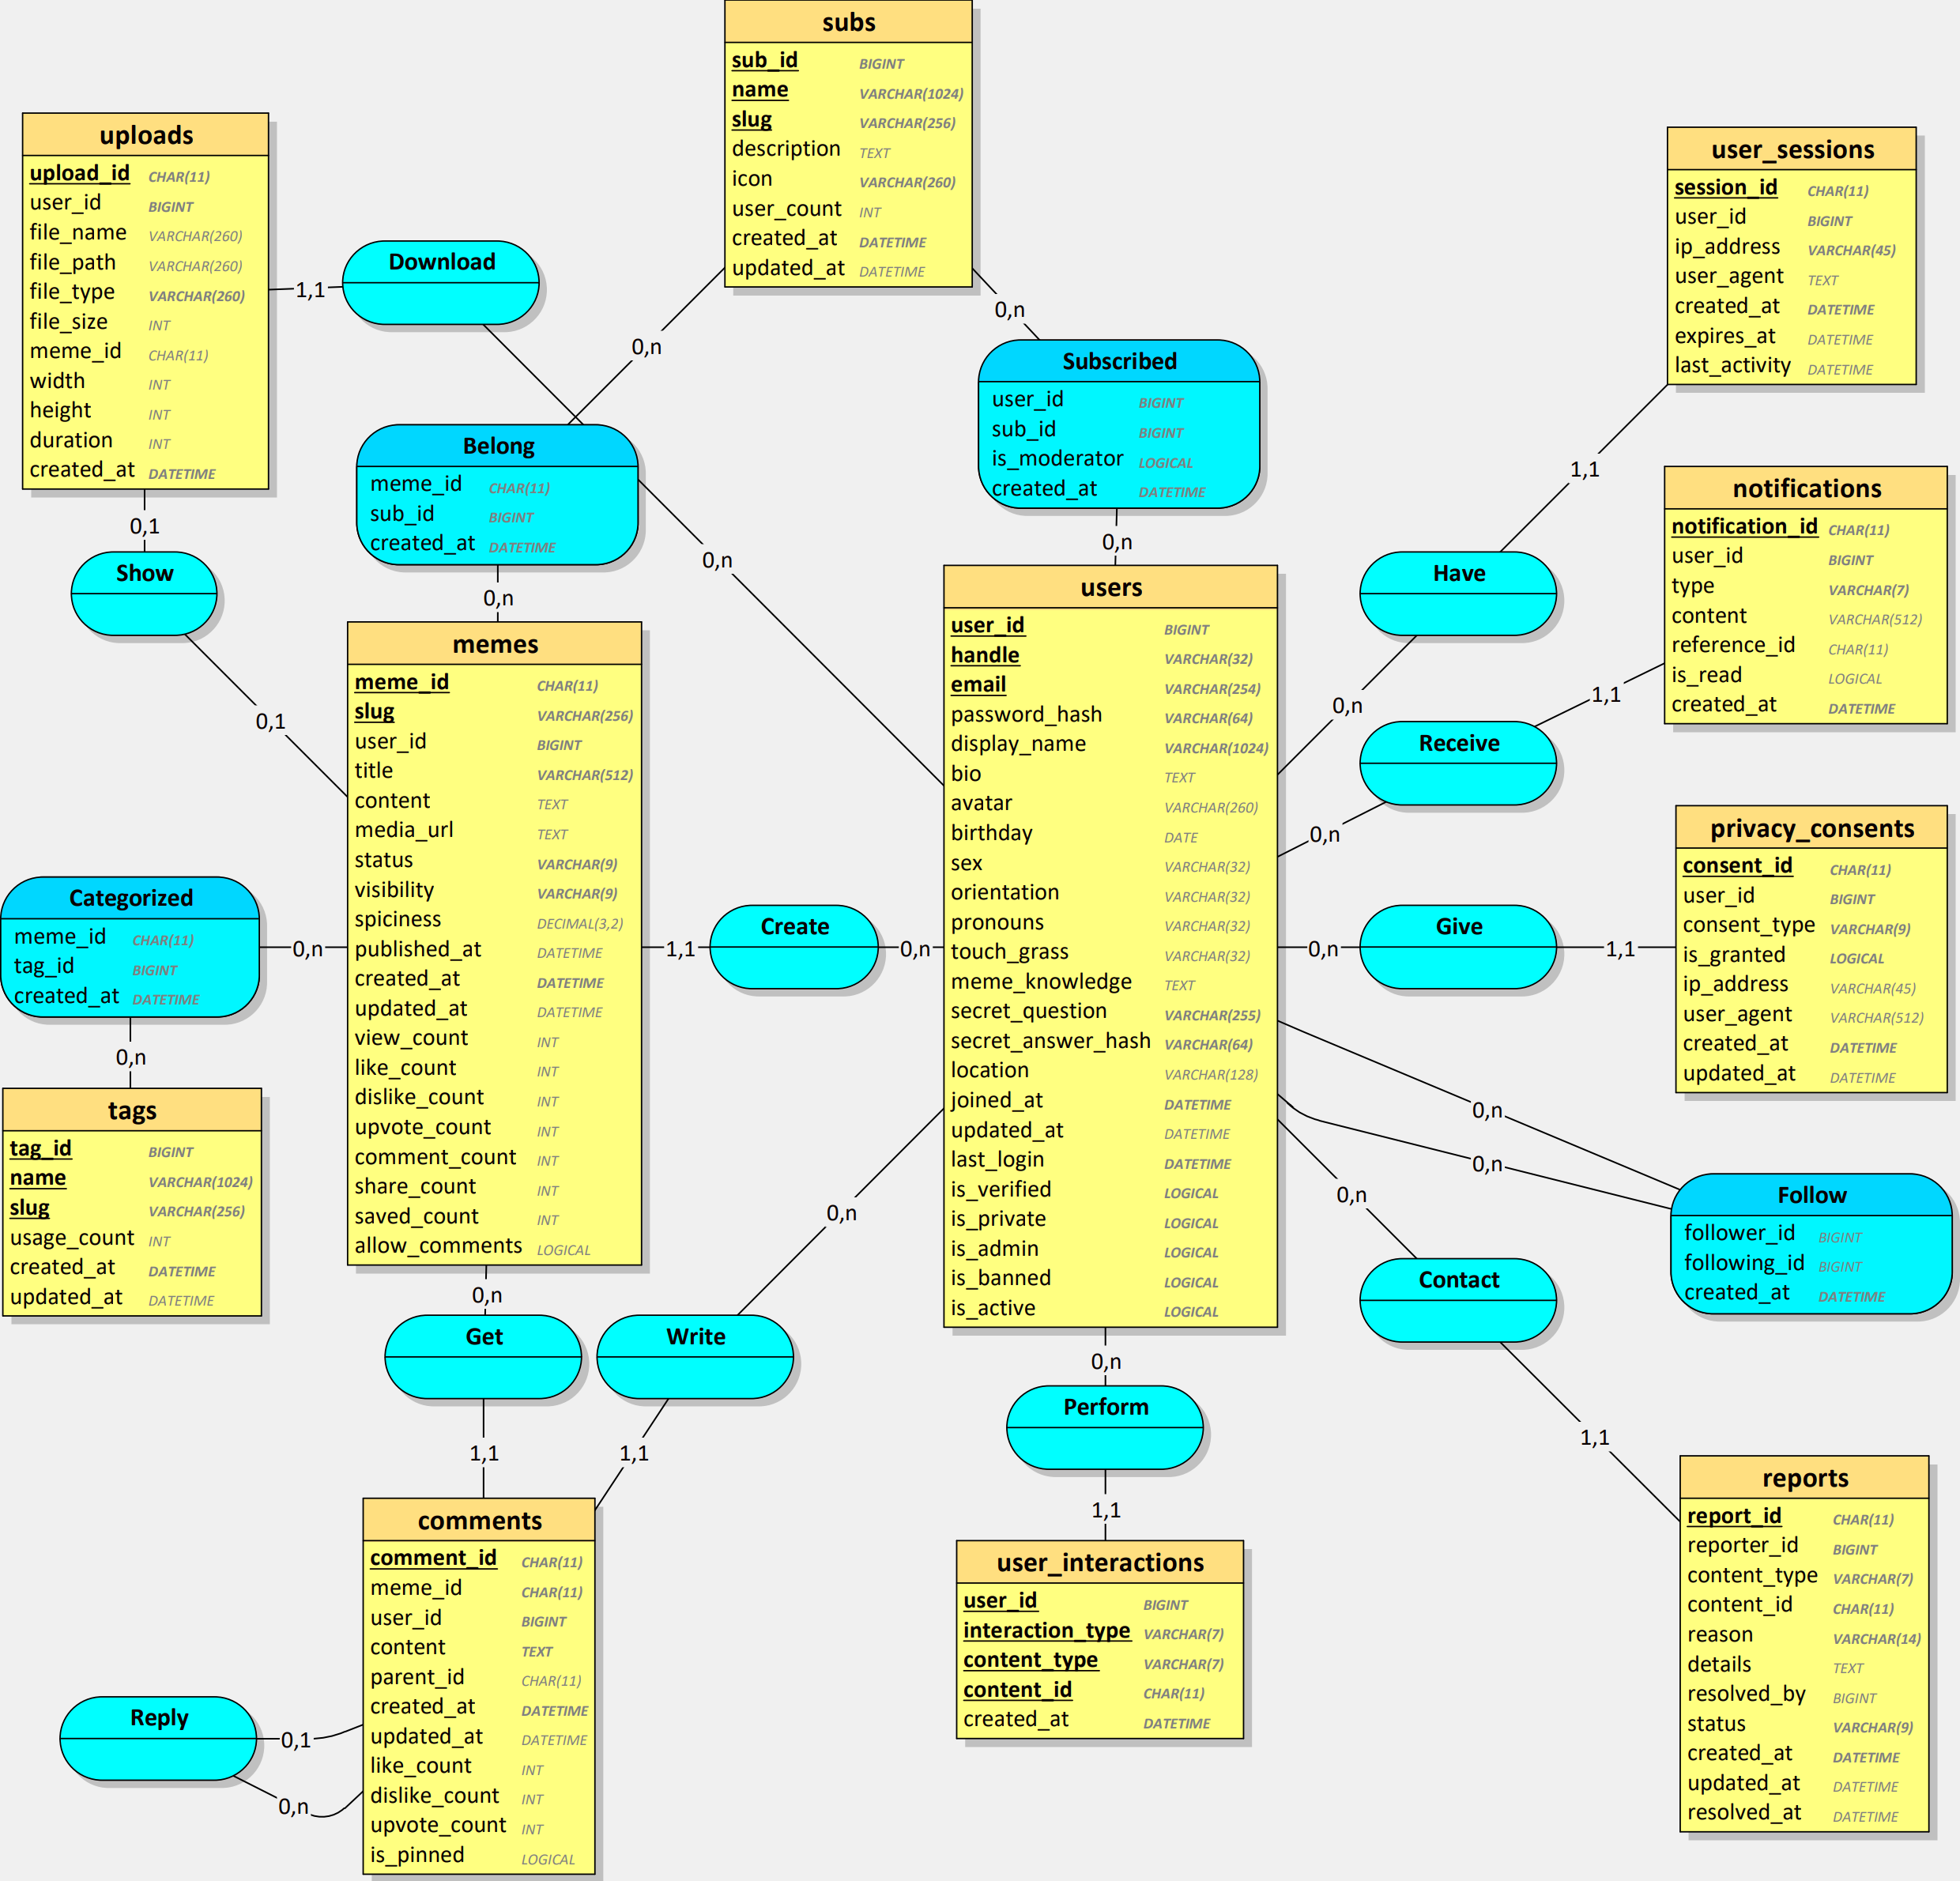 subs
sub_id BIGINT
name VARCHAR(1024)
slug VARCHAR(256)
description TEXT
icon VARCHAR(260)
user_count INT
created_at DATETIME
updated_at DATETIME
uploads
upload_id CHAR(11)
user_id BIGINT
file_name VARCHAR(260)
file_path VARCHAR(260)
file_type VARCHAR(260)
file_size INT
meme_id CHAR(11)
width INT
height INT
duration INT
created_at DATETIME
1,1
Download
0,n
0,n
Subscribed
user_id BIGINT
sub_id BIGINT
is_moderator LOGICAL
created_at DATETIME
0,n
user_sessions
session_id CHAR(11)
user_id BIGINT
ip_address VARCHAR(45)
user_agent TEXT
created_at DATETIME
expires_at DATETIME
last_activity DATETIME
1,1
Have
0,n
Belong
meme_id CHAR(11)
sub_id BIGINT
created_at DATETIME
0,n
0,n
0,1
Show
0,1
notifications
notification_id CHAR(11)
user_id BIGINT
type VARCHAR(7)
content VARCHAR(512)
reference_id CHAR(11)
is_read LOGICAL
created_at DATETIME
1,1
Receive
0,n
memes
meme_id CHAR(11)
slug VARCHAR(256)
user_id BIGINT
title VARCHAR(512)
content TEXT
media_url TEXT
status VARCHAR(9)
visibility VARCHAR(9)
spiciness DECIMAL(3,2)
published_at DATETIME
created_at DATETIME
updated_at DATETIME
view_count INT
like_count INT
dislike_count INT
upvote_count INT
comment_count INT
share_count INT
saved_count INT
allow_comments LOGICAL
1,1
Create
0,n
users
user_id BIGINT
handle VARCHAR(32)
email VARCHAR(254)
password_hash VARCHAR(64)
display_name VARCHAR(1024)
bio TEXT
avatar VARCHAR(260)
birthday DATE
sex VARCHAR(32)
orientation VARCHAR(32)
pronouns VARCHAR(32)
touch_grass VARCHAR(32)
meme_knowledge TEXT
secret_question VARCHAR(255)
secret_answer_hash VARCHAR(64)
location VARCHAR(128)
joined_at DATETIME
updated_at DATETIME
last_login DATETIME
is_verified LOGICAL
is_private LOGICAL
is_admin LOGICAL
is_banned LOGICAL
is_active LOGICAL
0,n
Give
1,1
privacy_consents
consent_id CHAR(11)
user_id BIGINT
consent_type VARCHAR(9)
is_granted LOGICAL
ip_address VARCHAR(45)
user_agent VARCHAR(512)
created_at DATETIME
updated_at DATETIME
Categorized
meme_id CHAR(11)
tag_id BIGINT
created_at DATETIME
0,n
0,n
tags
tag_id BIGINT
name VARCHAR(1024)
slug VARCHAR(256)
usage_count INT
created_at DATETIME
updated_at DATETIME
0,n
0,n
Follow
follower_id BIGINT
following_id BIGINT
created_at DATETIME
0,n
Contact
1,1
0,n
Get
1,1
0,n
Write
1,1
0,n
Perform
1,1
comments
comment_id CHAR(11)
meme_id CHAR(11)
user_id BIGINT
content TEXT
parent_id CHAR(11)
created_at DATETIME
updated_at DATETIME
like_count INT
dislike_count INT
upvote_count INT
is_pinned LOGICAL
Reply
0,1
0,n
user_interactions
user_id BIGINT
interaction_type VARCHAR(7)
content_type VARCHAR(7)
content_id CHAR(11)
created_at DATETIME
reports
report_id CHAR(11)
reporter_id BIGINT
content_type VARCHAR(7)
content_id CHAR(11)
reason VARCHAR(14)
details TEXT
resolved_by BIGINT
status VARCHAR(9)
created_at DATETIME
updated_at DATETIME
resolved_at DATETIME